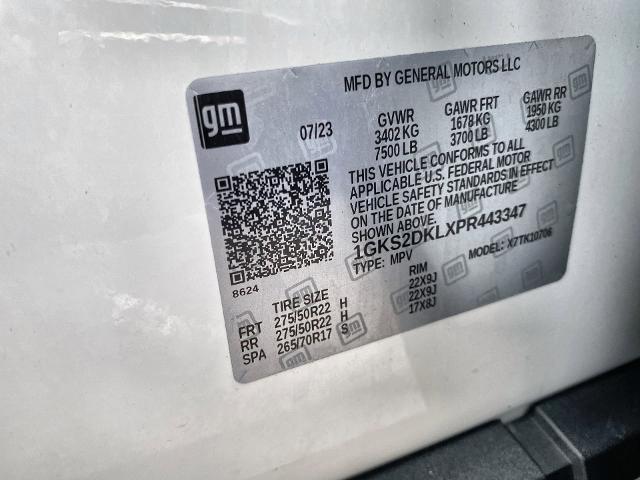 MFD BY GENERAL MOTORS LLC
gm
07/23
GVWR GAWR FRT GAWR RR
3402 KG 1678 KG 1950 KG
7500 LB 3700 LB 4300 LB
THIS VEHICLE CONFORMS TO ALL
APPLICABLE U.S. FEDERAL MOTOR
VEHICLE SAFETY STANDARDS IN EFFECT
ON THE DATE OF MANUFACTURE
SHOWN ABOVE.
1GKS2DKLXPR443347
TYPE: MPV MODEL: X7TK10706
8624
TIRE SIZE RIM
FRT 275/50R22 H 22X9J
RR 275/50R22 H 22X9J
SPA 265/70R17 S 17X8J